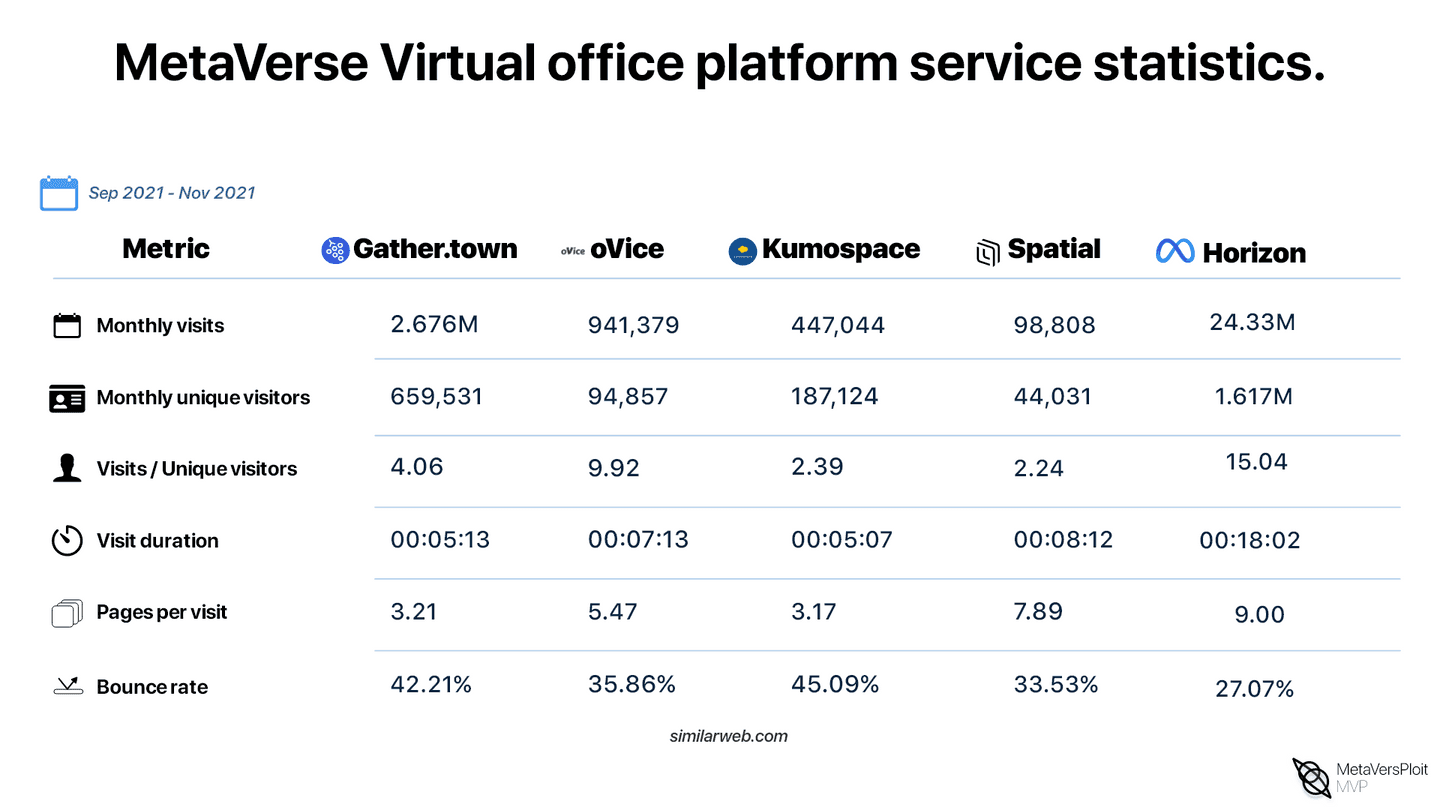 MetaVerse Virtual office platform service statistics.
Sep 2021 - Nov 2021
Metric Gather.town oVice oVice Kumospace Spatial Horizon
Monthly visits 2.676M 941,379 447,044 98,808 24.33M
Monthly unique visitors 659,531 94,857 187,124 44,031 1.617M
Visits / Unique visitors 4.06 9.92 2.39 2.24 15.04
Visit duration 00:05:13 00:07:13 00:05:07 00:08:12 00:18:02
Pages per visit 3.21 5.47 3.17 7.89 9.00
Bounce rate 42.21% 35.86% 45.09% 33.53% 27.07%
similarweb.com
MetaVersPloit
MVP